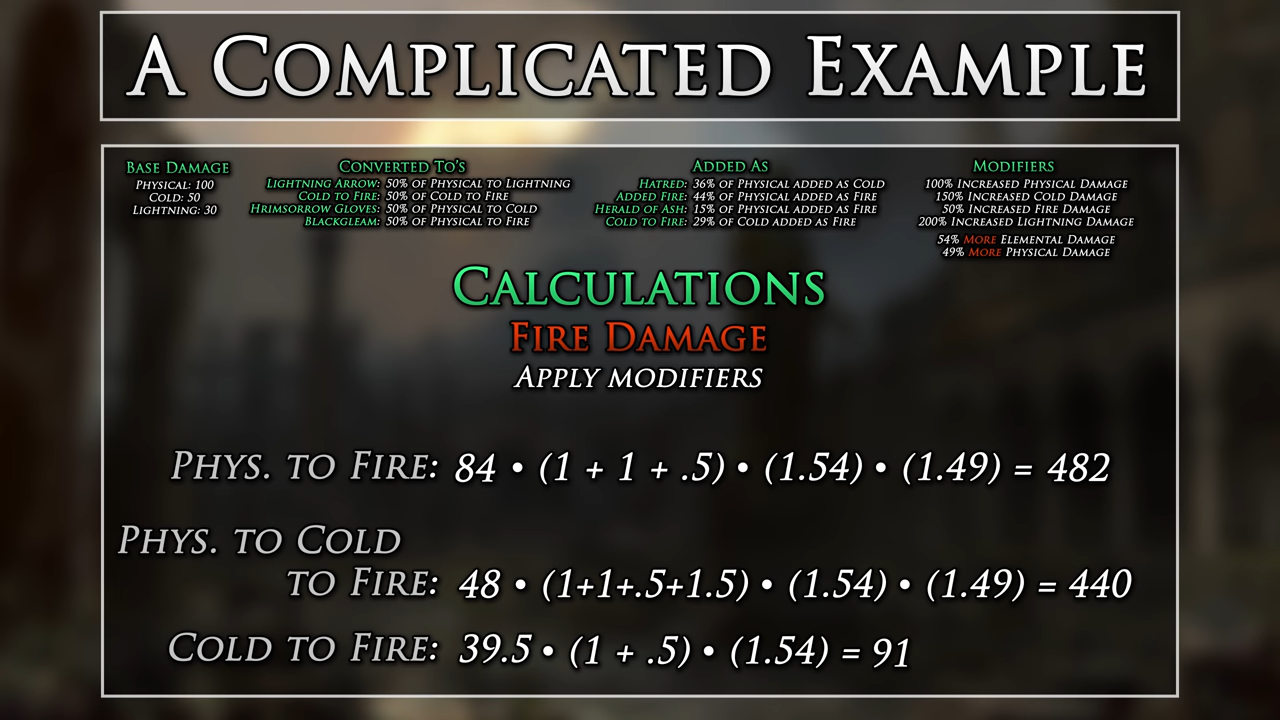 A Complicated Example
Base Damage
Physical: 100
Cold: 50
Lightning: 30
Converted To's
Lightning Arrow: 50% of Physical to Lightning
Cold to Fire: 50% of Cold to Fire
Hrimsorrow Gloves: 50% of Physical to Cold
Blackgleam: 50% of Physical to Fire
Added As
Hatred: 36% of Physical added as Cold
Added Fire: 44% of Physical added as Fire
Herald of Ash: 15% of Physical added as Fire
Cold to Fire: 29% of Cold added as Fire
Modifiers
100% Increased Physical Damage
150% Increased Cold Damage
50% Increased Fire Damage
200% Increased Lightning Damage
54% More Elemental Damage
49% More Physical Damage
Calculations
Fire Damage
Apply modifiers
Phys. to Fire: 84 • (1 + 1 + .5) • (1.54) • (1.49) = 482
Phys. to Cold
to Fire: 48 • (1+1+.5+1.5) • (1.54) • (1.49) = 440
Cold to Fire: 39.5 • (1 + .5) • (1.54) = 91